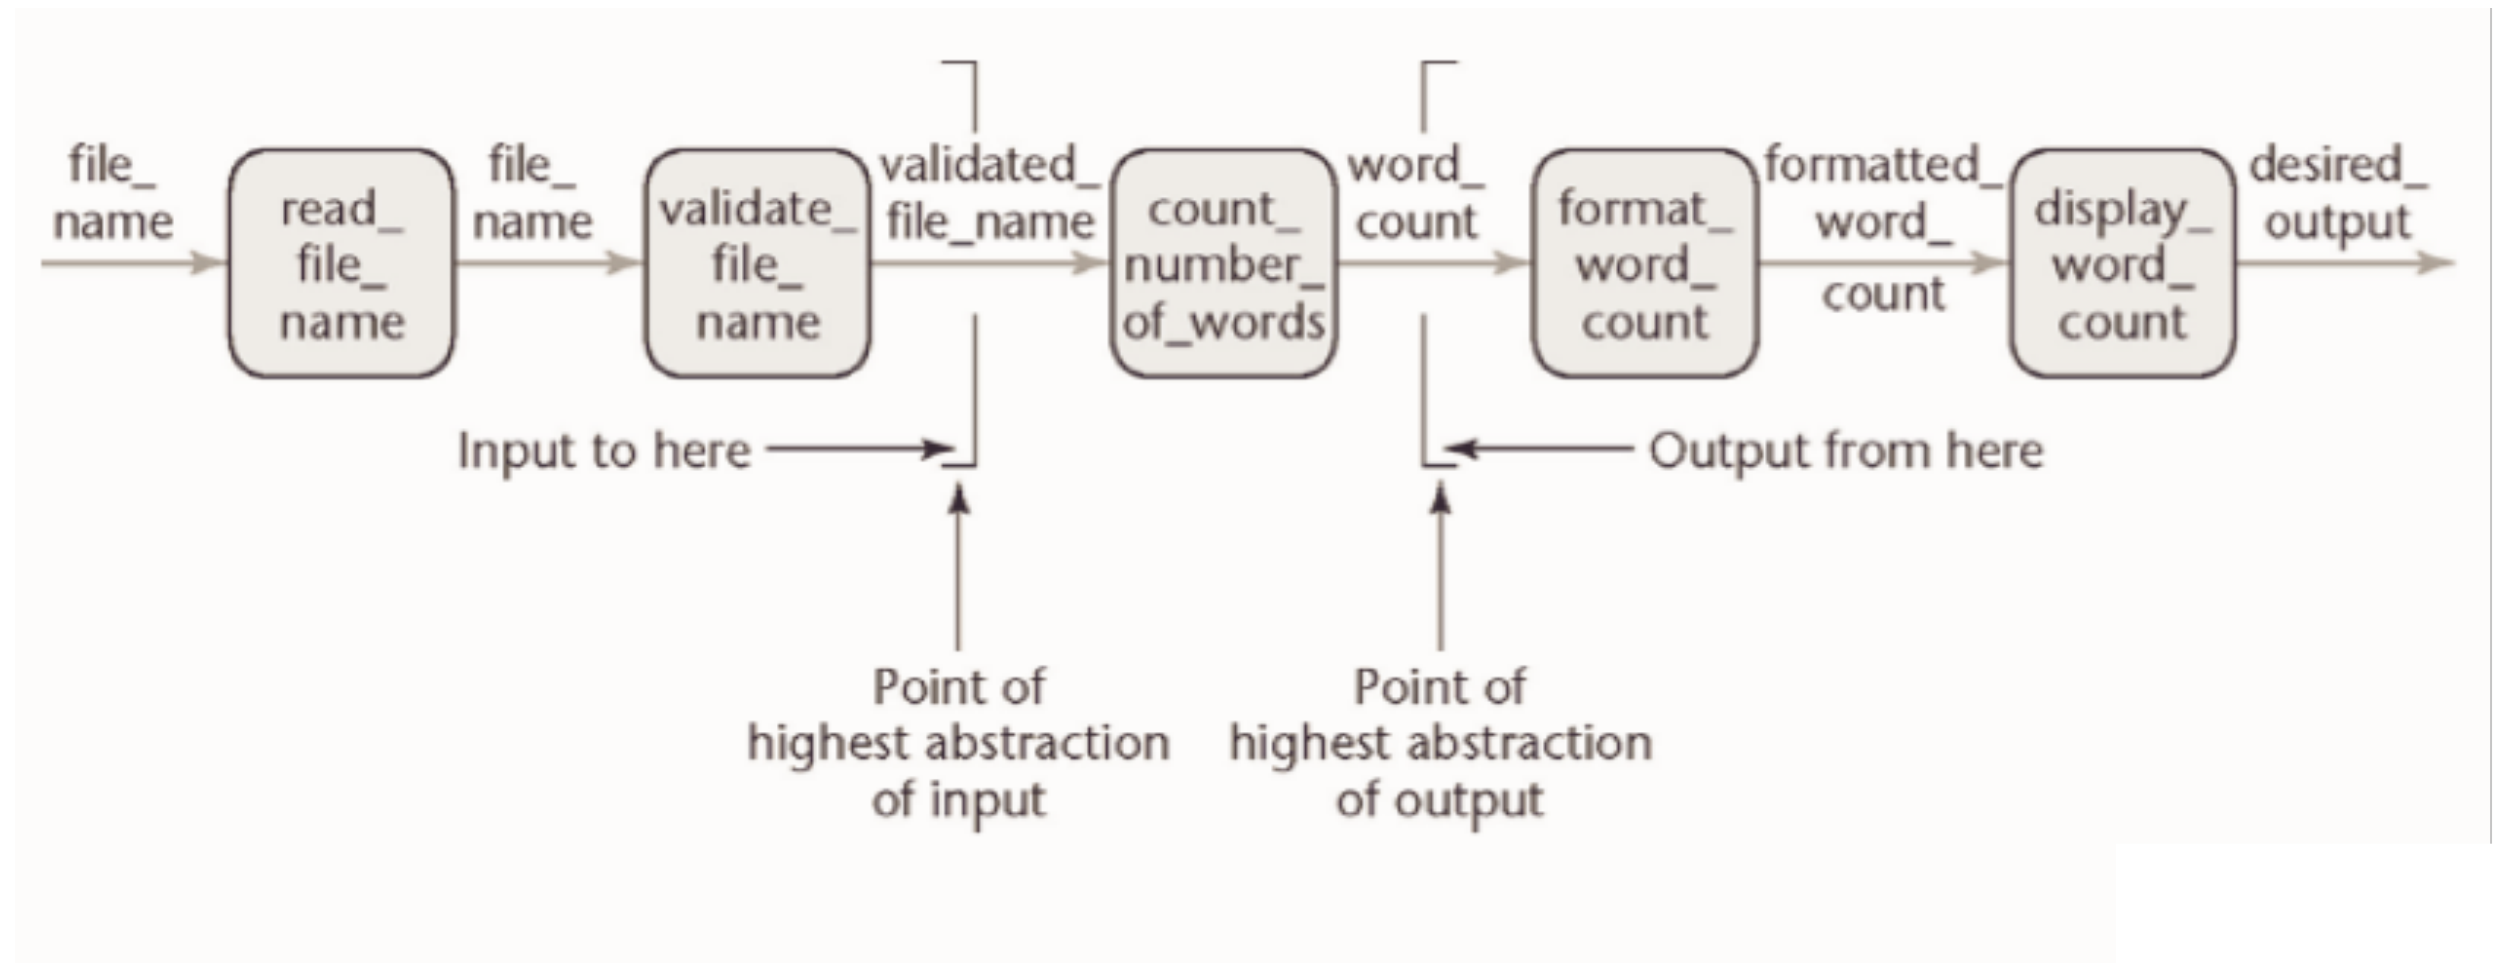 file_
name
read_
file_
name
file_
name
validate_
file_
name
validated_
file_name
count_
number_
of_words
word_
count
format_
word_
count
formatted_
word_
count
display_
word_
count
desired_
output
Input to here
Output from here
Point of
highest abstraction
of input
Point of
highest abstraction
of output